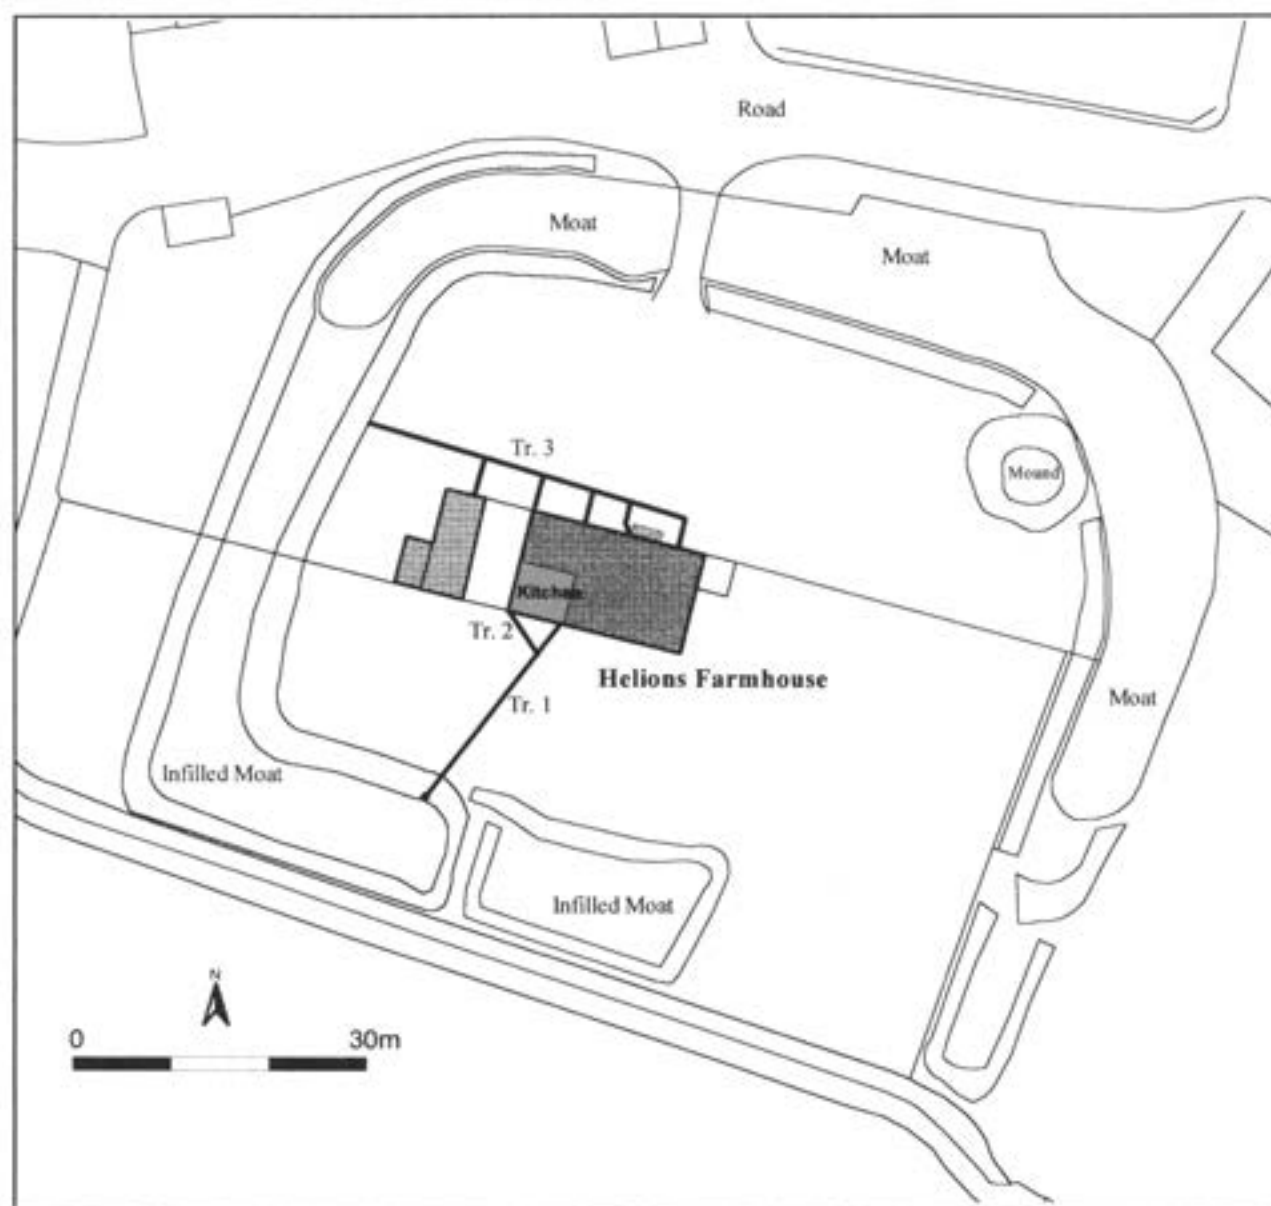 Road
Moat
Moat
Tr. 3
Mound
Kitchen
Tr. 2
Helions Farmhouse
Moat
Tr. 1
Infilled Moat
Infilled Moat
N
0 30m